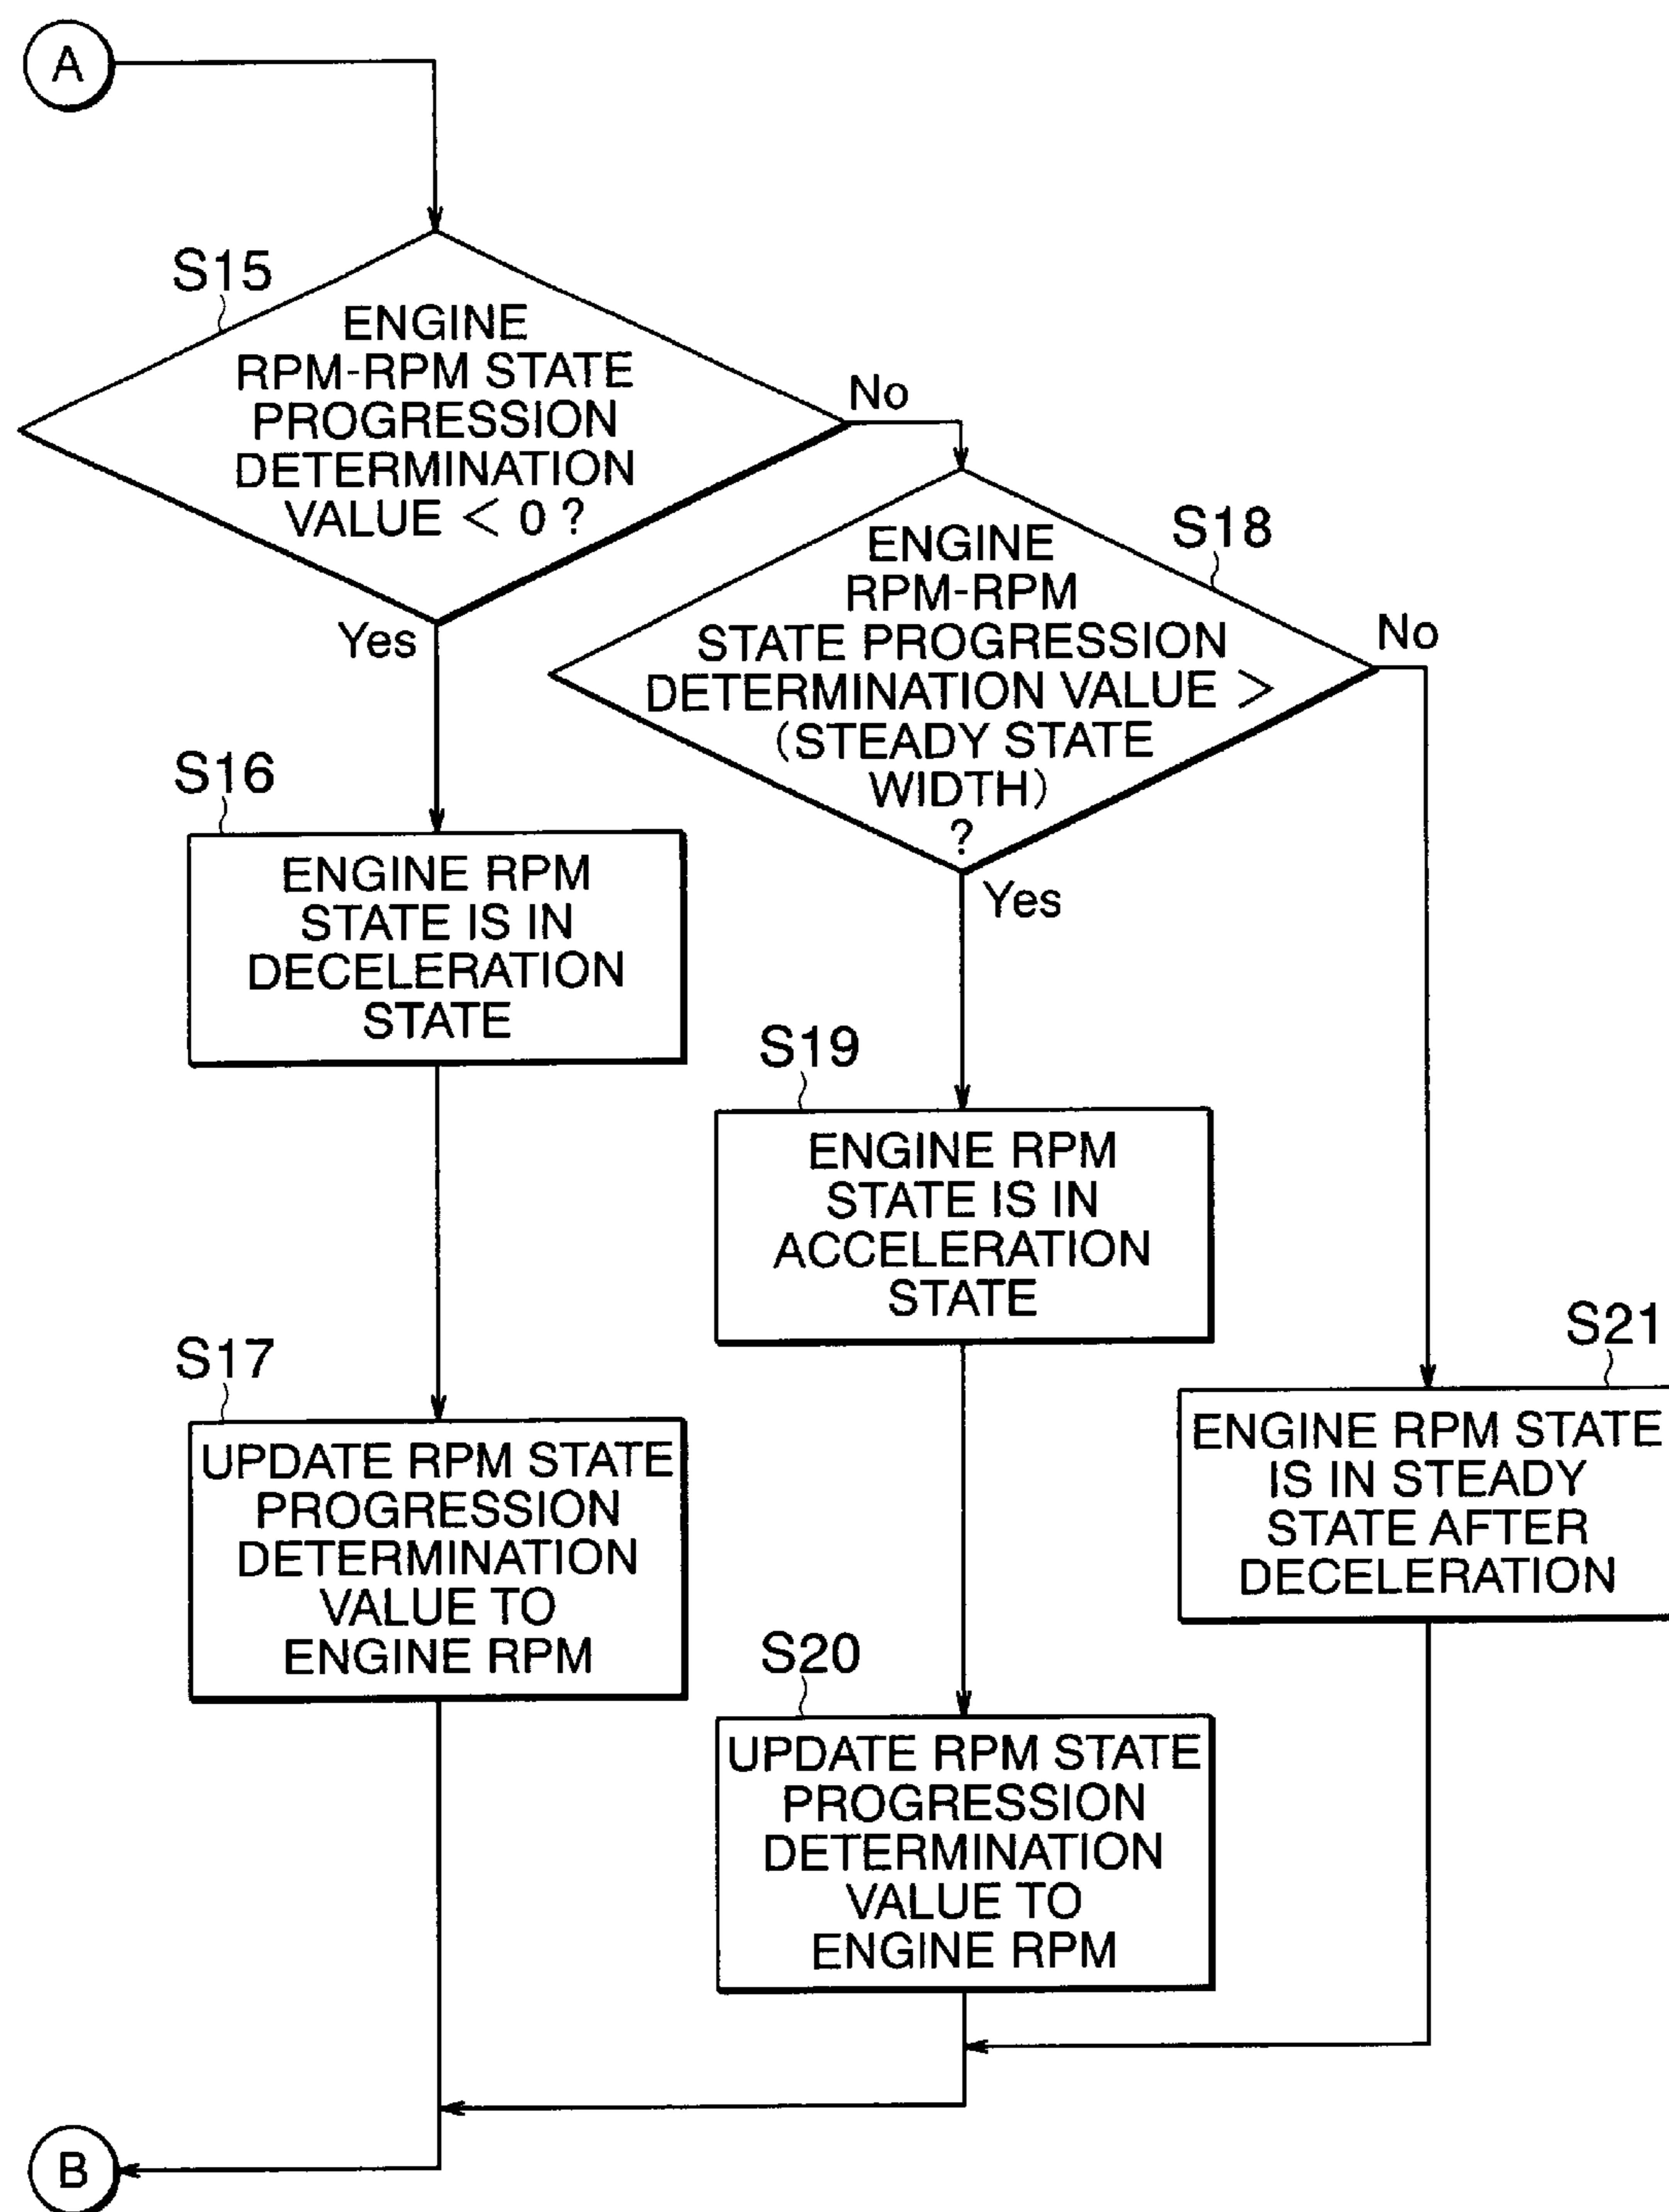 A
S15
ENGINE
RPM-RPM STATE
PROGRESSION
DETERMINATION
VALUE < 0 ?
No
Yes
S18
ENGINE
RPM-RPM
STATE PROGRESSION
DETERMINATION VALUE >
(STEADY STATE
WIDTH)
?
No
Yes
S16
ENGINE RPM
STATE IS IN
DECELERATION
STATE
S19
ENGINE RPM
STATE IS IN
ACCELERATION
STATE
S17
UPDATE RPM STATE
PROGRESSION
DETERMINATION
VALUE TO
ENGINE RPM
S21
ENGINE RPM STATE
IS IN STEADY
STATE AFTER
DECELERATION
S20
UPDATE RPM STATE
PROGRESSION
DETERMINATION
VALUE TO
ENGINE RPM
B